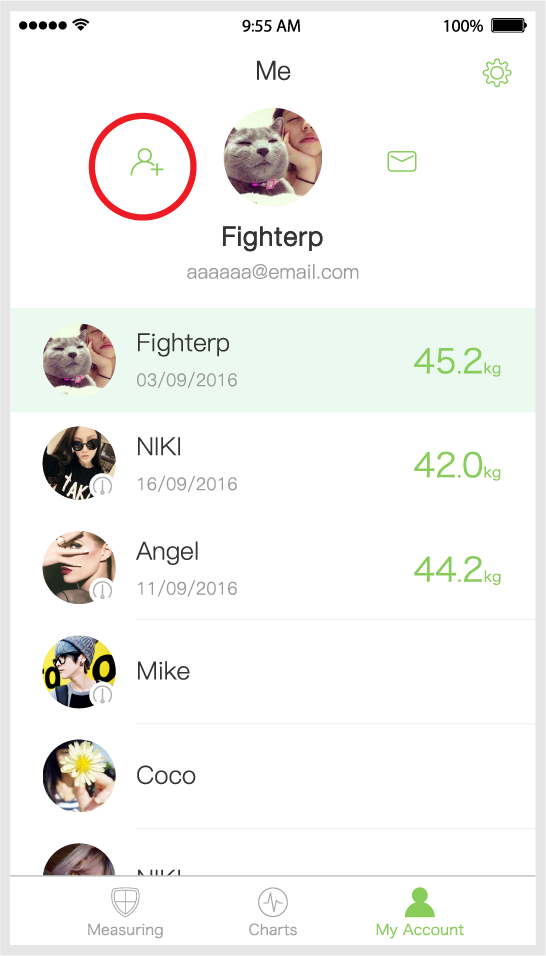 9:55 AM 100%
Me
Fighterp
aaaaaa@email.com
Fighterp
03/09/2016
45.2kg
NIKI
16/09/2016
42.0kg
Angel
11/09/2016
44.2kg
Mike
Coco
NIKI
Measuring Charts My Account